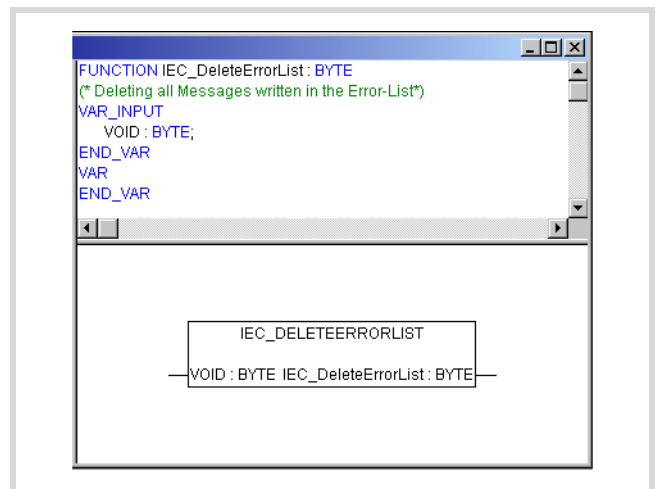 FUNCTION IEC_DeleteErrorList : BYTE
(* Deleting all Messages written in the Error-List*)
VAR_INPUT
VOID : BYTE;
END_VAR
VAR
END_VAR
IEC_DELETEERRORLIST
VOID : BYTE IEC_DeleteErrorList : BYTE